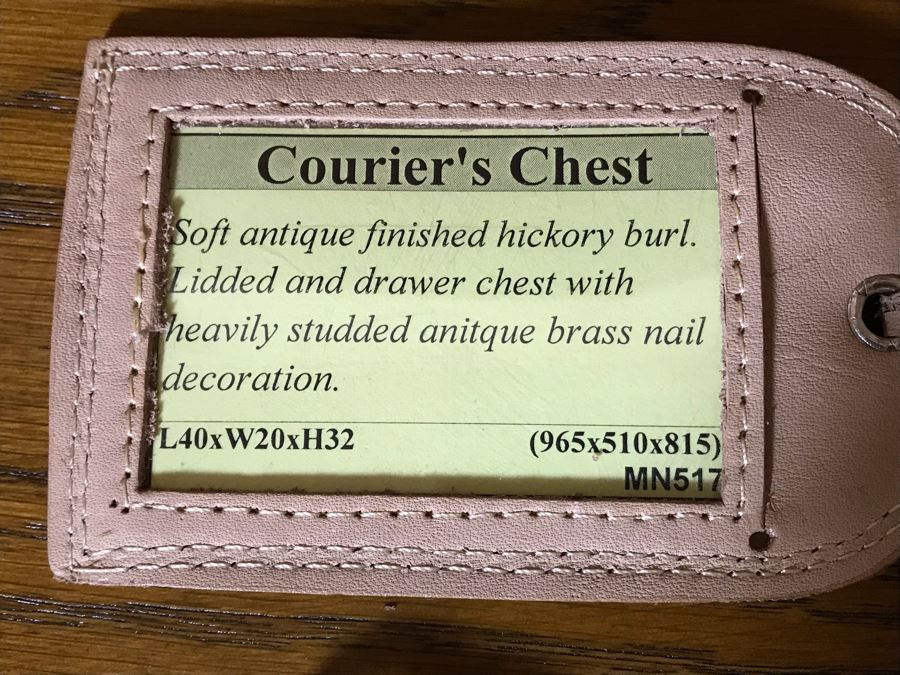 Courier's Chest
Soft antique finished hickory burl.
Lidded and drawer chest with
heavily studded anitque brass nail
decoration.
L40xW20xH32 (965x510x815)
MN517